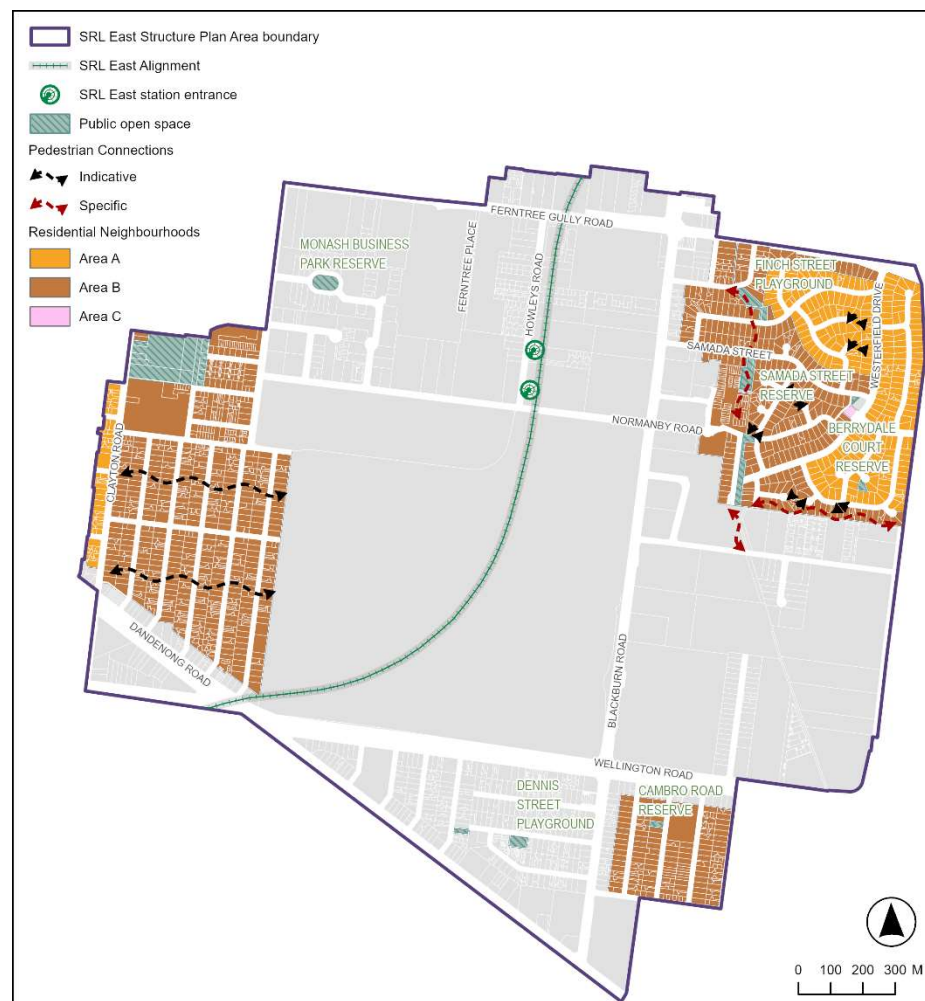 SRL East Structure Plan Area boundary
SRL East Alignment
SRL East station entrance
Public open space
Pedestrian Connections
Indicative
Specific
Residential Neighbourhoods
Area A
Area B
Area C
FERNTREE GULLY ROAD
MONASH BUSINESS
PARK RESERVE
FERNTREE PLACE
HOWLEYS ROAD
FINCH STREET
PLAYGROUND
WESTERFIELD DRIVE
SAMADA STREET
SAMADA STREET
RESERVE
NORMANBY ROAD
BERRYDALE
COURT
RESERVE
CLAYTON ROAD
DANDENONG ROAD
BLACKBURN ROAD
WELLINGTON ROAD
DENNIS
STREET
PLAYGROUND
CAMBRO ROAD
RESERVE
0 100 200 300 M